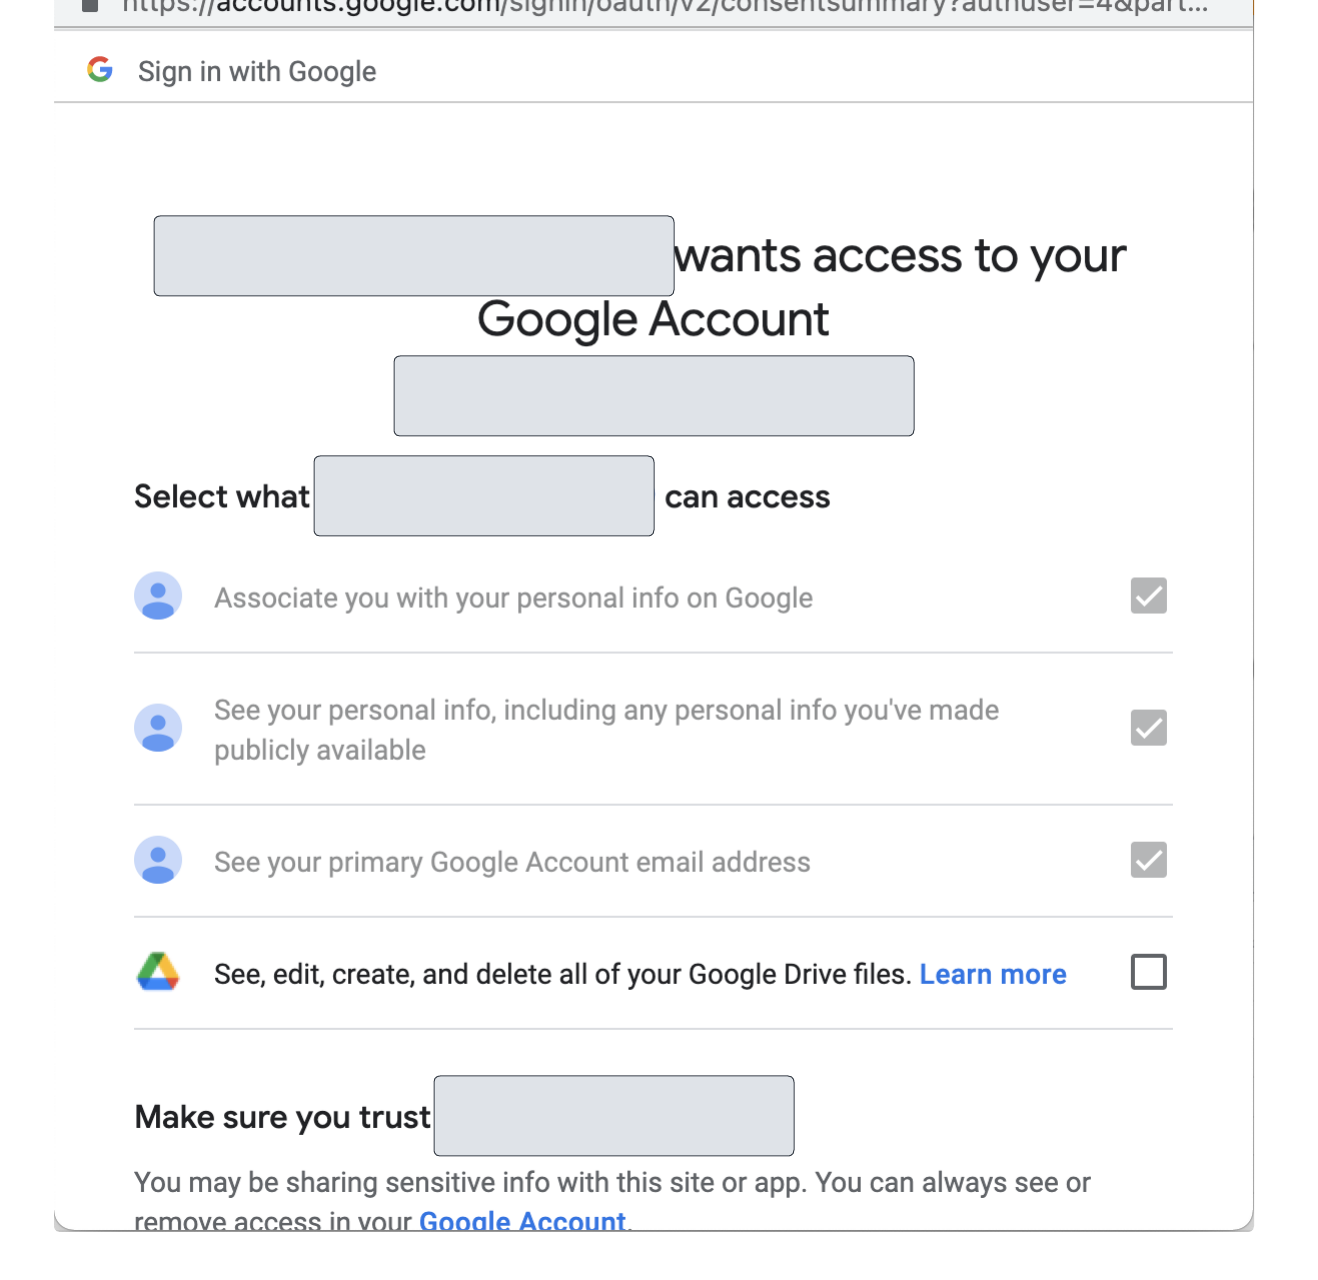 https://accounts.google.com/signin/oauth/v2/consentsummary?authuser=4&part...
Sign in with Google
wants access to your
Google Account
Select what can access
Associate you with your personal info on Google
See your personal info, including any personal info you've made
publicly available
See your primary Google Account email address
See, edit, create, and delete all of your Google Drive files. Learn more
Make sure you trust
You may be sharing sensitive info with this site or app. You can always see or
remove access in your Google Account.